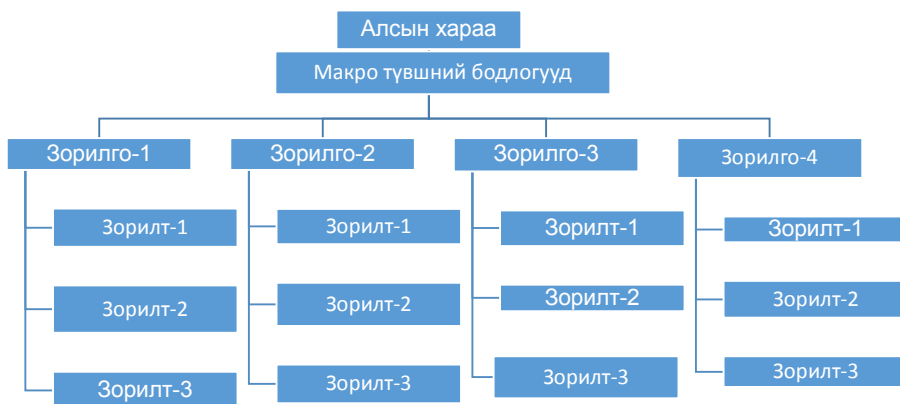 Алсын хараа
Макро түвшний бодлогууд
Зорилго-1
Зорилт-1
Зорилт-2
Зорилт-3
Зорилго-2
Зорилт-1
Зорилт-2
Зорилт-3
Зорилго-3
Зорилт-1
Зорилт-2
Зорилт-3
Зорилго-4
Зорилт-1
Зорилт-2
Зорилт-3